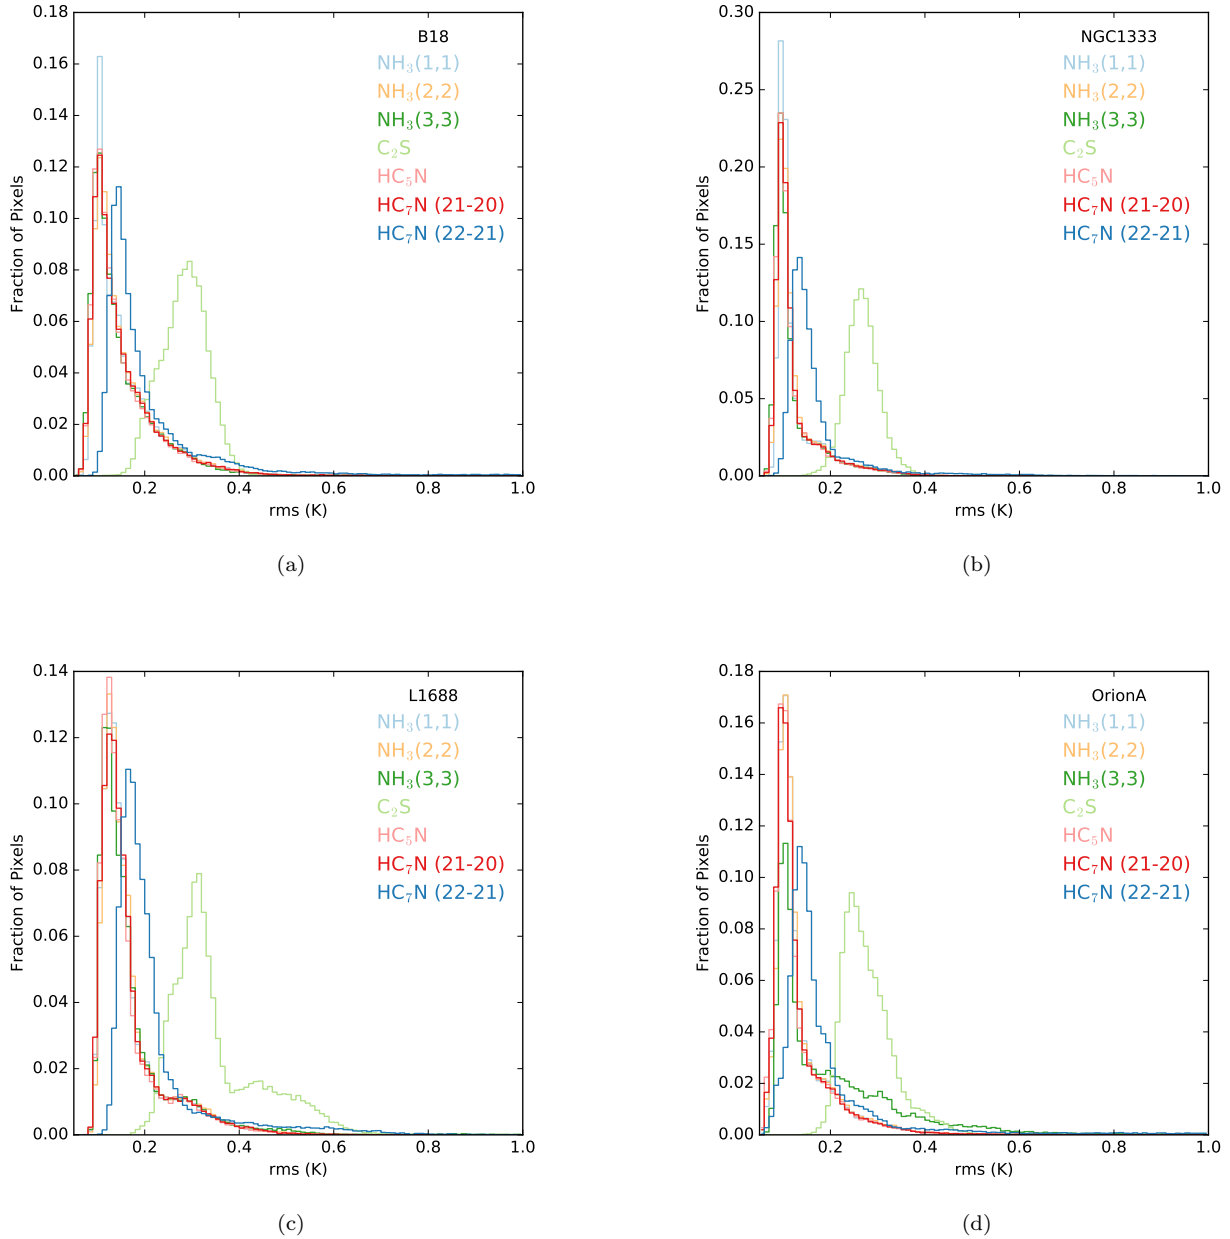 B18
NH₃(1,1)
NH₃(2,2)
NH₃(3,3)
C₂S
HC₅N
HC₇N (21-20)
HC₇N (22-21)
0.18
0.16
0.14
0.12
0.10
0.08
0.06
0.04
0.02
0.00
Fraction of Pixels
0.2 0.4 0.6 0.8 1.0
rms (K)
(a)
NGC1333
NH₃(1,1)
NH₃(2,2)
NH₃(3,3)
C₂S
HC₅N
HC₇N (21-20)
HC₇N (22-21)
0.30
0.25
0.20
0.15
0.10
0.05
0.00
Fraction of Pixels
0.2 0.4 0.6 0.8 1.0
rms (K)
(b)
L1688
NH₃(1,1)
NH₃(2,2)
NH₃(3,3)
C₂S
HC₅N
HC₇N (21-20)
HC₇N (22-21)
0.14
0.12
0.10
0.08
0.06
0.04
0.02
0.00
Fraction of Pixels
0.2 0.4 0.6 0.8 1.0
rms (K)
(c)
OrionA
NH₃(1,1)
NH₃(2,2)
NH₃(3,3)
C₂S
HC₅N
HC₇N (21-20)
HC₇N (22-21)
0.18
0.16
0.14
0.12
0.10
0.08
0.06
0.04
0.02
0.00
Fraction of Pixels
0.2 0.4 0.6 0.8 1.0
rms (K)
(d)